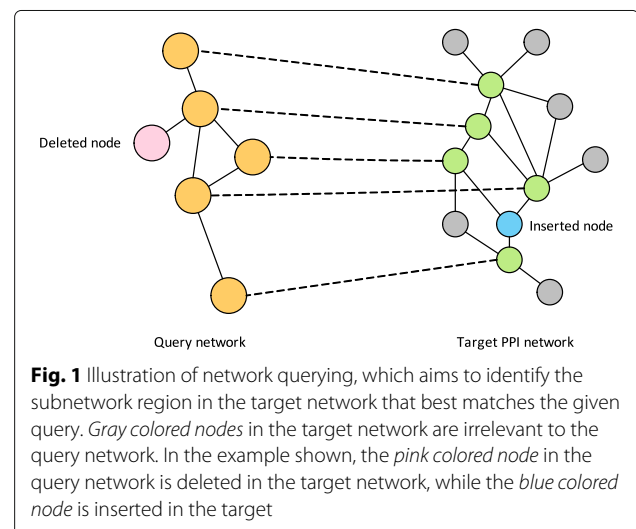 Deleted node
Inserted node
Query network
Target PPI network
Fig. 1 Illustration of network querying, which aims to identify the
subnetwork region in the target network that best matches the given
query. Gray colored nodes in the target network are irrelevant to the
query network. In the example shown, the pink colored node in the
query network is deleted in the target network, while the blue colored
node is inserted in the target